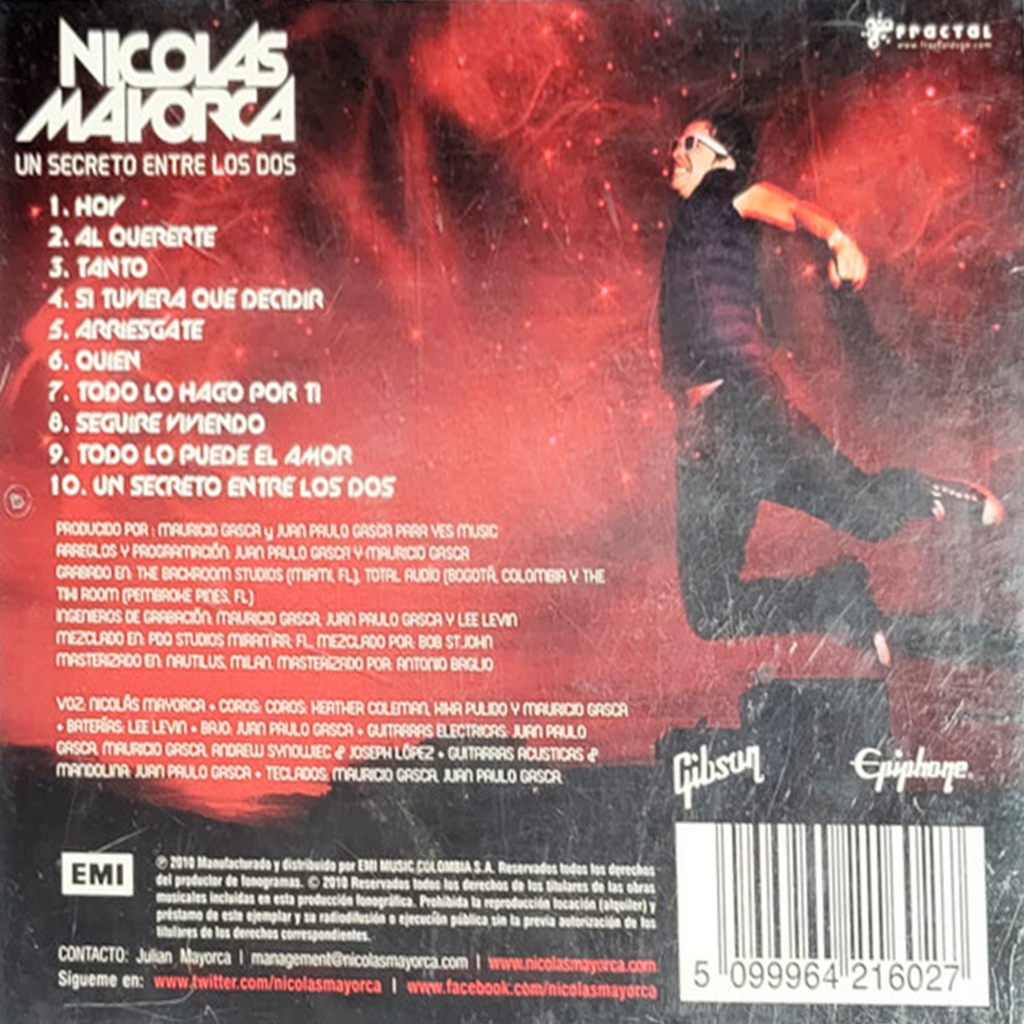 NICOLÁS
MAYORCA
UN SECRETO ENTRE LOS DOS
FRACTAL
1. HOY
2. AL QUERERTE
3. TANTO
4. SI TUVIERA QUE DECIDIR
5. ARRIESGATE
6. QUIEN
7. TODO LO HAGO POR TI
8. SEGUIRE VIVIENDO
9. TODO LO PUEDE EL AMOR
10. UN SECRETO ENTRE LOS DOS
PRODUCIDO POR : MAURICIO GASCA y JUAN PAULO GASCA PARA YES MUSIC
ARREGLOS Y PROGRAMACIÓN: JUAN PAULO GASCA Y MAURICIO GASCA
GRABADO EN: THE BACKROOM STUDIOS (MIAMI, FL), TOTAL AUDIO (BOGOTÁ, COLOMBIA Y THE
TIKI ROOM (PEMBROKE PINES, FL)
INGENIEROS DE GRABACIÓN: MAURICIO GASCA, JUAN PAULO GASCA Y LEE LEVIN
MEZCLADO EN: PDO STUDIOS MIRAMAR, FL, MEZCLADO POR: BOB ST.JOHN
MASTERIZADO EN: NAUTILUS, MILAN. MASTERIZADO POR: ANTONIO BAGLIO
VOZ: NICOLÁS MAYORCA • COROS: COROS: HEATHER COLEMAN, KIKA PULIDO Y MAURICIO GASCA
• BATERÍAS: LEE LEVIN • BAJO: JUAN PAULO GASCA • GUITARRAS ELECTRICAS: JUAN PAULO
GASCA, MAURICIO GASCA, ANDREW SYNOWIEC & JOSEPH LÓPEZ • GUITARRAS ACUSTICAS &
MANDOLINA: JUAN PAULO GASCA • TECLADOS: MAURICIO GASCA, JUAN PAULO GASCA.
Gibson Epiphone
EMI
℗ 2010 Manufacturado y distribuido por EMI MUSIC COLOMBIA S.A. Reservados todos los derechos
del productor de fonogramas. © 2010 Reservados todos los derechos de los titulares de las obras
musicales incluidas en esta producción fonográfica. Prohibida la reproducción locación (alquiler) y
préstamo de este ejemplar y su radiodifusión o ejecución pública sin la previa autorización de los
titulares de los derechos correspondientes.
CONTACTO: Julian Mayorca | management@nicolasmayorca.com | www.nicolasmayorca.com
Sígueme en: www.twitter.com/nicolasmayorca | www.facebook.com/nicolasmayorca
5 099964 216027